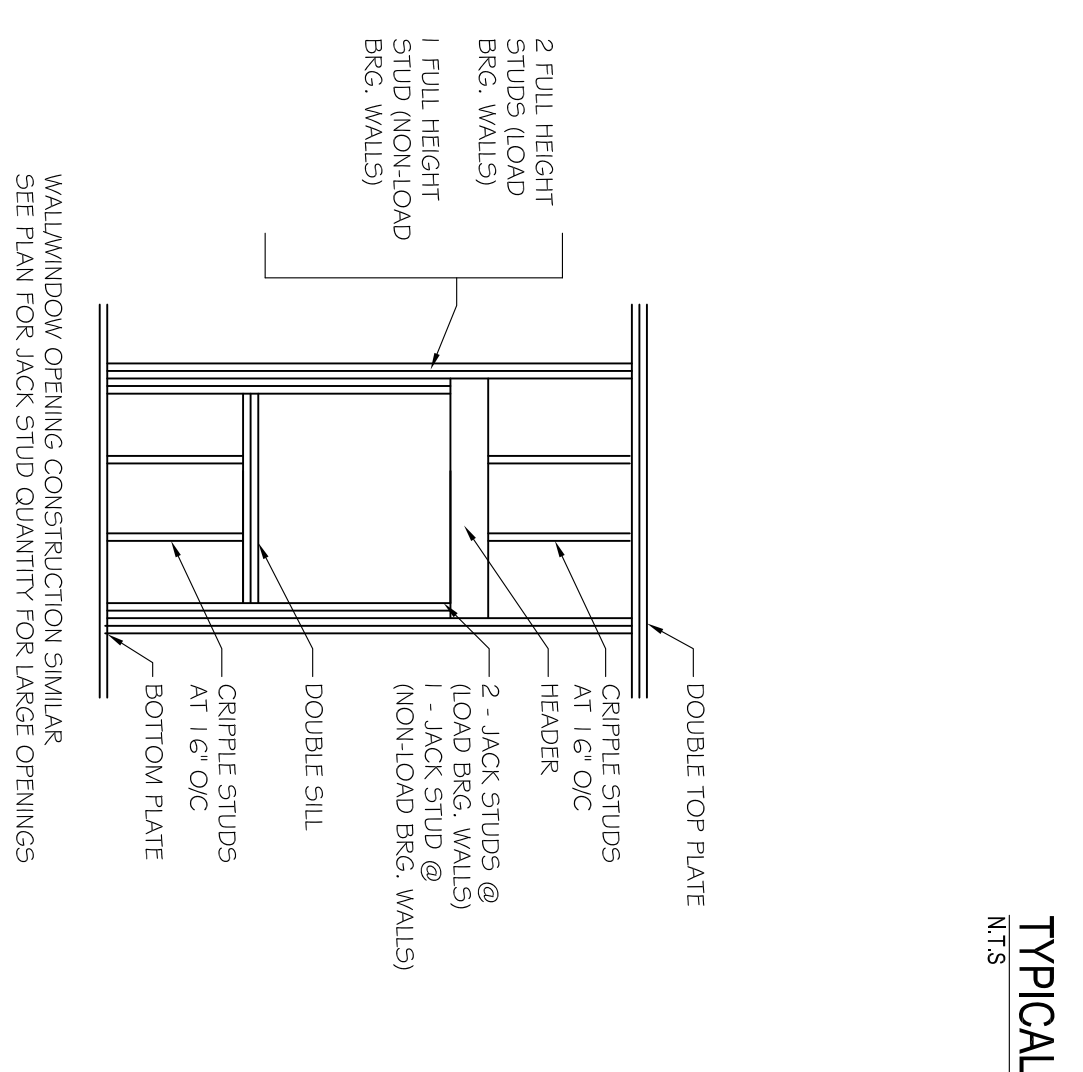 TYPICAL
N.T.S
2 FULL HEIGHT
STUDS (LOAD
BRG. WALLS)
1 FULL HEIGHT
STUD (NON-LOAD
BRG. WALLS)
DOUBLE TOP PLATE
CRIPPLE STUDS
AT 16" O/C
HEADER
2 - JACK STUDS @
(LOAD BRG. WALLS)
1 - JACK STUD @
(NON-LOAD BRG. WALLS)
DOUBLE SILL
CRIPPLE STUDS
AT 16" O/C
BOTTOM PLATE
WALL/WINDOW OPENING CONSTRUCTION SIMILAR
SEE PLAN FOR JACK STUD QUANTITY FOR LARGE OPENINGS